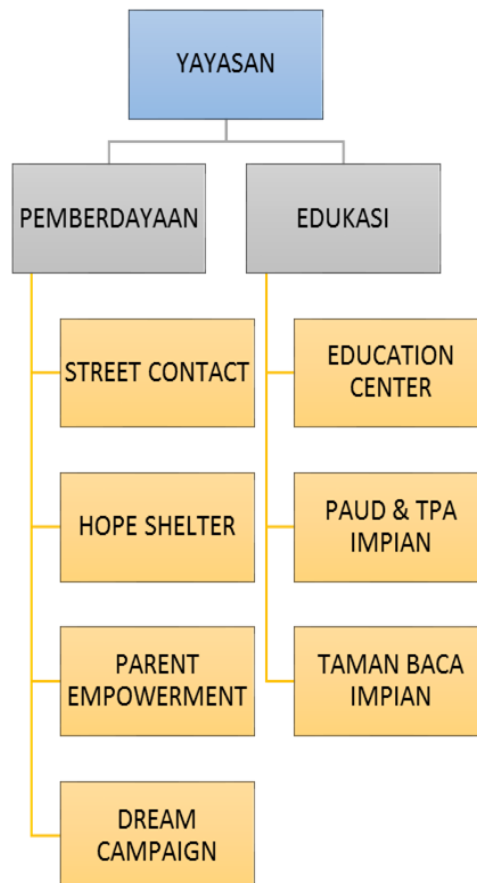 YAYASAN
PEMBERDAYAAN
EDUKASI
STREET CONTACT
EDUCATION
CENTER
HOPE SHELTER
PAUD & TPA
IMPIAN
PARENT
EMPOWERMENT
TAMAN BACA
IMPIAN
DREAM
CAMPAIGN